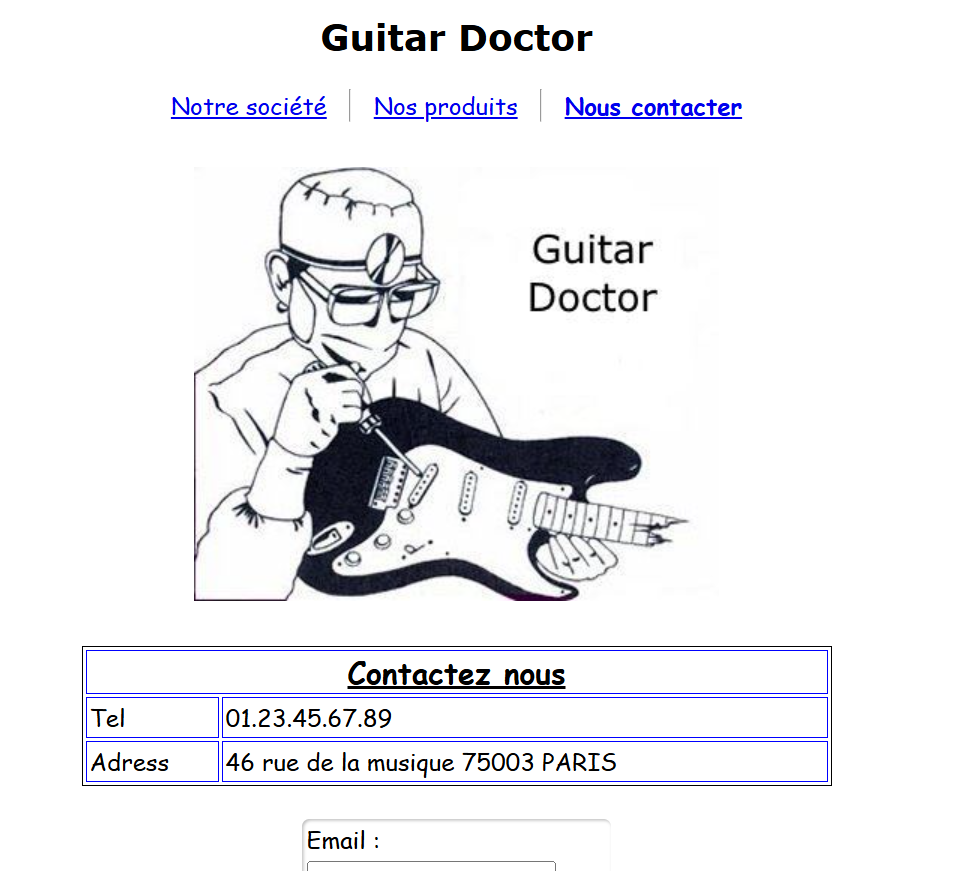 Guitar Doctor
Notre société Nos produits Nous contacter
Guitar
Doctor
Contactez nous
Tel 01.23.45.67.89
Adress 46 rue de la musique 75003 PARIS
Email :